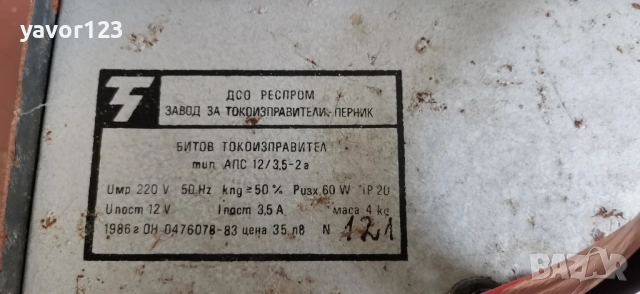 yavor123
ДСО РЕСПРОМ
ЗАВОД ЗА ТОКОИЗПРАВИТЕЛИ - ПЕРНИК
БИТОВ ТОКОИЗПРАВИТЕЛ
тип АПС 12/3,5-2а
Uмр 220 V 50 Hz kпд ≥ 50 % Pизх 60 W IP 20
Uпост 12 V Iпост 3,5 A маса 4 кг
1986 г ОН 0476078-83 цена 35 лв N 121
BAZAR